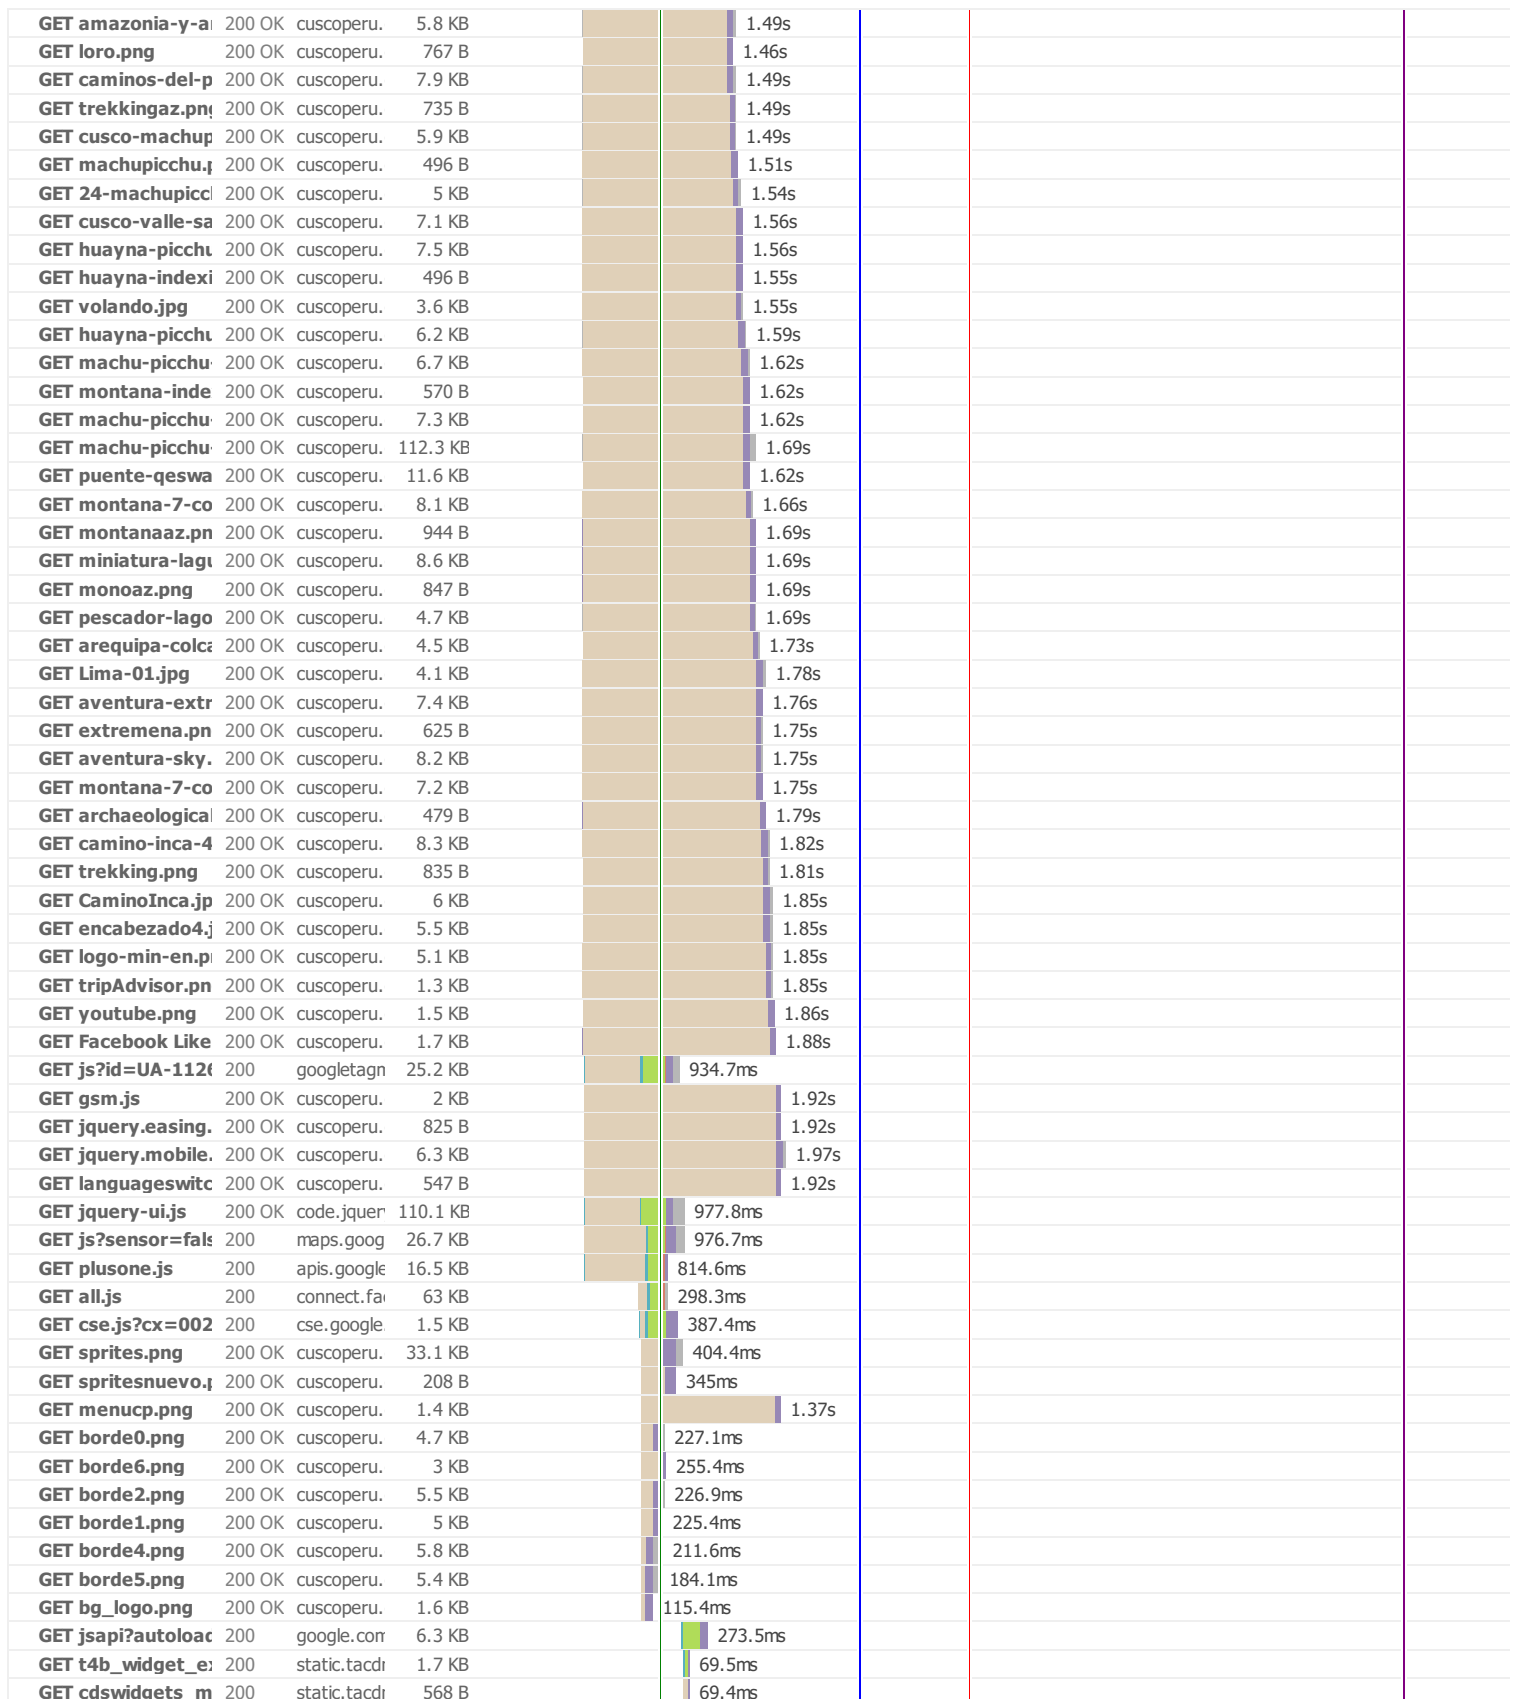 GET amazonia-y-a 200 OK cuscoperu. 5.8 KB 1.49s
GET loro.png 200 OK cuscoperu. 767 B 1.46s
GET caminos-del-p 200 OK cuscoperu. 7.9 KB 1.49s
GET trekkingaz.png 200 OK cuscoperu. 735 B 1.49s
GET cusco-machup 200 OK cuscoperu. 5.9 KB 1.49s
GET machupicchu.p 200 OK cuscoperu. 496 B 1.51s
GET 24-machupicc 200 OK cuscoperu. 5 KB 1.54s
GET cusco-valle-sa 200 OK cuscoperu. 7.1 KB 1.56s
GET huayna-picchu 200 OK cuscoperu. 7.5 KB 1.56s
GET huayna-indexi 200 OK cuscoperu. 496 B 1.55s
GET volando.jpg 200 OK cuscoperu. 3.6 KB 1.55s
GET huayna-picchu 200 OK cuscoperu. 6.2 KB 1.59s
GET machu-picchu- 200 OK cuscoperu. 6.7 KB 1.62s
GET montana-inde 200 OK cuscoperu. 570 B 1.62s
GET machu-picchu- 200 OK cuscoperu. 7.3 KB 1.62s
GET machu-picchu- 200 OK cuscoperu. 112.3 KB 1.69s
GET puente-qeswa 200 OK cuscoperu. 11.6 KB 1.62s
GET montana-7-co 200 OK cuscoperu. 8.1 KB 1.66s
GET montanaaz.pn 200 OK cuscoperu. 944 B 1.69s
GET miniatura-lagu 200 OK cuscoperu. 8.6 KB 1.69s
GET monoaz.png 200 OK cuscoperu. 847 B 1.69s
GET pescador-lago 200 OK cuscoperu. 4.7 KB 1.69s
GET arequipa-colca 200 OK cuscoperu. 4.5 KB 1.73s
GET Lima-01.jpg 200 OK cuscoperu. 4.1 KB 1.78s
GET aventura-extr 200 OK cuscoperu. 7.4 KB 1.76s
GET extremena.pn 200 OK cuscoperu. 625 B 1.75s
GET aventura-sky. 200 OK cuscoperu. 8.2 KB 1.75s
GET montana-7-co 200 OK cuscoperu. 7.2 KB 1.75s
GET archaeological 200 OK cuscoperu. 479 B 1.79s
GET camino-inca-4 200 OK cuscoperu. 8.3 KB 1.82s
GET trekking.png 200 OK cuscoperu. 835 B 1.81s
GET CaminoInca.jp 200 OK cuscoperu. 6 KB 1.85s
GET encabezado4.j 200 OK cuscoperu. 5.5 KB 1.85s
GET logo-min-en.p 200 OK cuscoperu. 5.1 KB 1.85s
GET tripAdvisor.pn 200 OK cuscoperu. 1.3 KB 1.85s
GET youtube.png 200 OK cuscoperu. 1.5 KB 1.86s
GET Facebook Like 200 OK cuscoperu. 1.7 KB 1.88s
GET js?id=UA-1126 200 googletagm 25.2 KB 934.7ms
GET gsm.js 200 OK cuscoperu. 2 KB 1.92s
GET jquery.easing. 200 OK cuscoperu. 825 B 1.92s
GET jquery.mobile. 200 OK cuscoperu. 6.3 KB 1.97s
GET languageswitc 200 OK cuscoperu. 547 B 1.92s
GET jquery-ui.js 200 OK code.jquery 110.1 KB 977.8ms
GET js?sensor=fals 200 maps.goog 26.7 KB 976.7ms
GET plusone.js 200 apis.google 16.5 KB 814.6ms
GET all.js 200 connect.fac 63 KB 298.3ms
GET cse.js?cx=002 200 cse.google. 1.5 KB 387.4ms
GET sprites.png 200 OK cuscoperu. 33.1 KB 404.4ms
GET spritesnuevo.p 200 OK cuscoperu. 208 B 345ms
GET menucp.png 200 OK cuscoperu. 1.4 KB 1.37s
GET borde0.png 200 OK cuscoperu. 4.7 KB 227.1ms
GET borde6.png 200 OK cuscoperu. 3 KB 255.4ms
GET borde2.png 200 OK cuscoperu. 5.5 KB 226.9ms
GET borde1.png 200 OK cuscoperu. 5 KB 225.4ms
GET borde4.png 200 OK cuscoperu. 5.8 KB 211.6ms
GET borde5.png 200 OK cuscoperu. 5.4 KB 184.1ms
GET bg_logo.png 200 OK cuscoperu. 1.6 KB 115.4ms
GET jsapi?autoload 200 google.com 6.3 KB 273.5ms
GET t4b_widget_ex 200 static.tacdn 1.7 KB 69.5ms
GET cdswidgets_m 200 static.tacdn 568 B 69.4ms